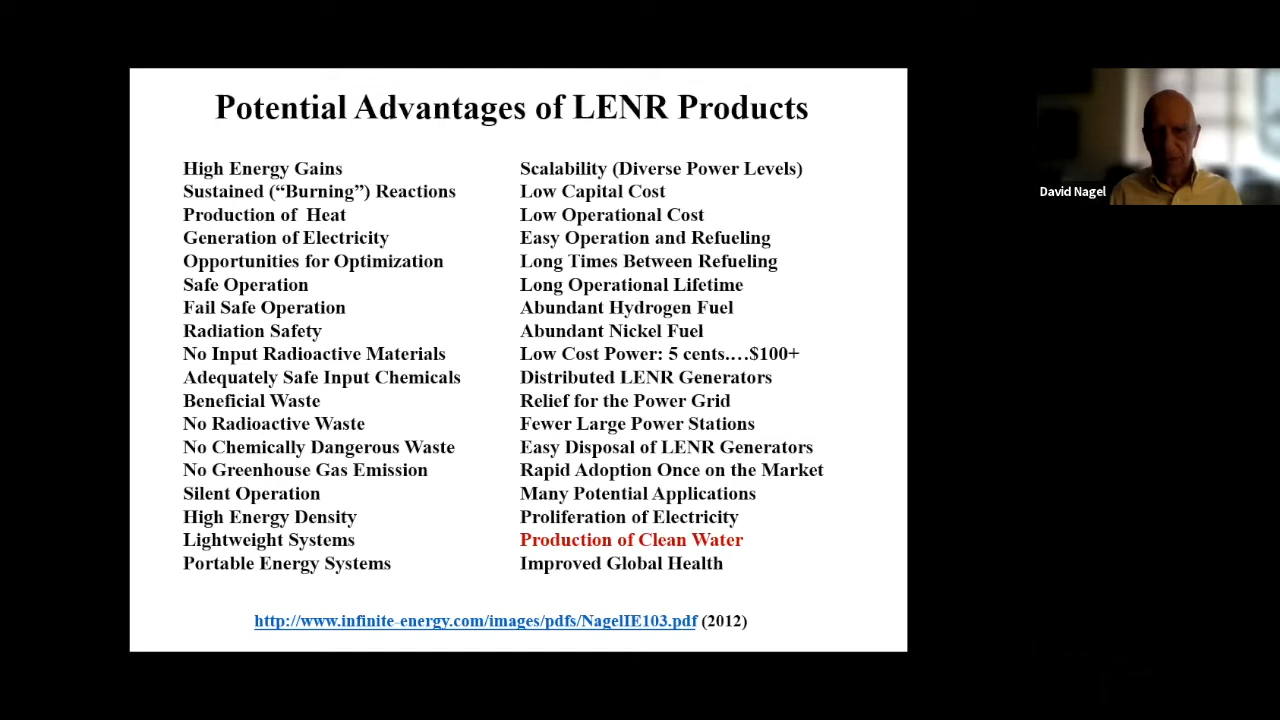 Potential Advantages of LENR Products
High Energy Gains
Sustained (“Burning”) Reactions
Production of Heat
Generation of Electricity
Opportunities for Optimization
Safe Operation
Fail Safe Operation
Radiation Safety
No Input Radioactive Materials
Adequately Safe Input Chemicals
Beneficial Waste
No Radioactive Waste
No Chemically Dangerous Waste
No Greenhouse Gas Emission
Silent Operation
High Energy Density
Lightweight Systems
Portable Energy Systems
Scalability (Diverse Power Levels)
Low Capital Cost
Low Operational Cost
Easy Operation and Refueling
Long Times Between Refueling
Long Operational Lifetime
Abundant Hydrogen Fuel
Abundant Nickel Fuel
Low Cost Power: 5 cents….$100+
Distributed LENR Generators
Relief for the Power Grid
Fewer Large Power Stations
Easy Disposal of LENR Generators
Rapid Adoption Once on the Market
Many Potential Applications
Proliferation of Electricity
Production of Clean Water
Improved Global Health
http://www.infinite-energy.com/images/pdfs/NagelIE103.pdf (2012)
David Nagel